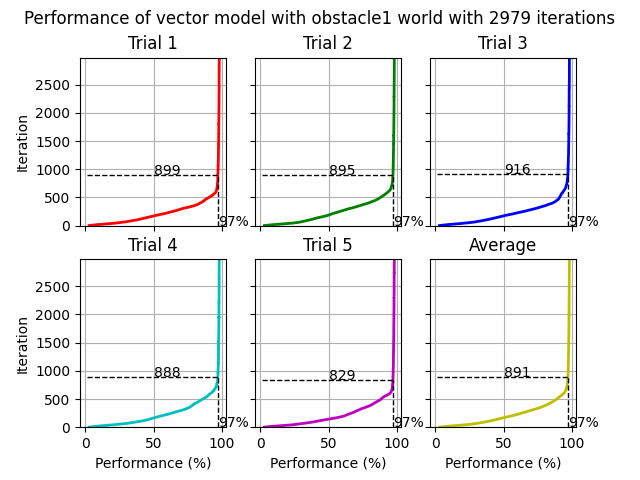 Performance of vector model with obstacle1 world with 2979 iterations
Trial 1
Trial 2
Trial 3
Iteration
2500
2000
1500
1000
500
0
899
97%
895
97%
916
97%
Trial 4
Trial 5
Average
Iteration
2500
2000
1500
1000
500
0
888
97%
829
97%
891
97%
0 50 100
0 50 100
0 50 100
Performance (%)
Performance (%)
Performance (%)